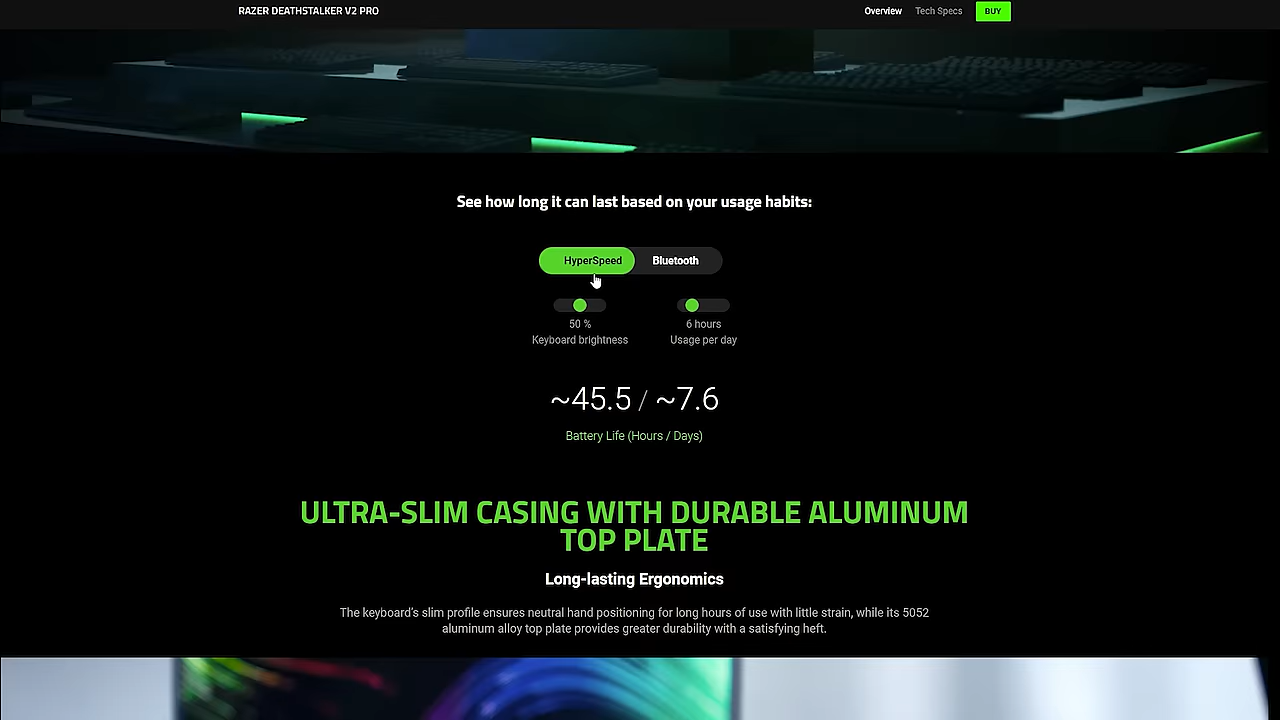 RAZER DEATHSTALKER V2 PRO
Overview Tech Specs BUY
See how long it can last based on your usage habits:
HyperSpeed Bluetooth
50 % 6 hours
Keyboard brightness Usage per day
~45.5 / ~7.6
Battery Life (Hours / Days)
ULTRA-SLIM CASING WITH DURABLE ALUMINUM
TOP PLATE
Long-lasting Ergonomics
The keyboard's slim profile ensures neutral hand positioning for long hours of use with little strain, while its 5052
aluminum alloy top plate provides greater durability with a satisfying heft.